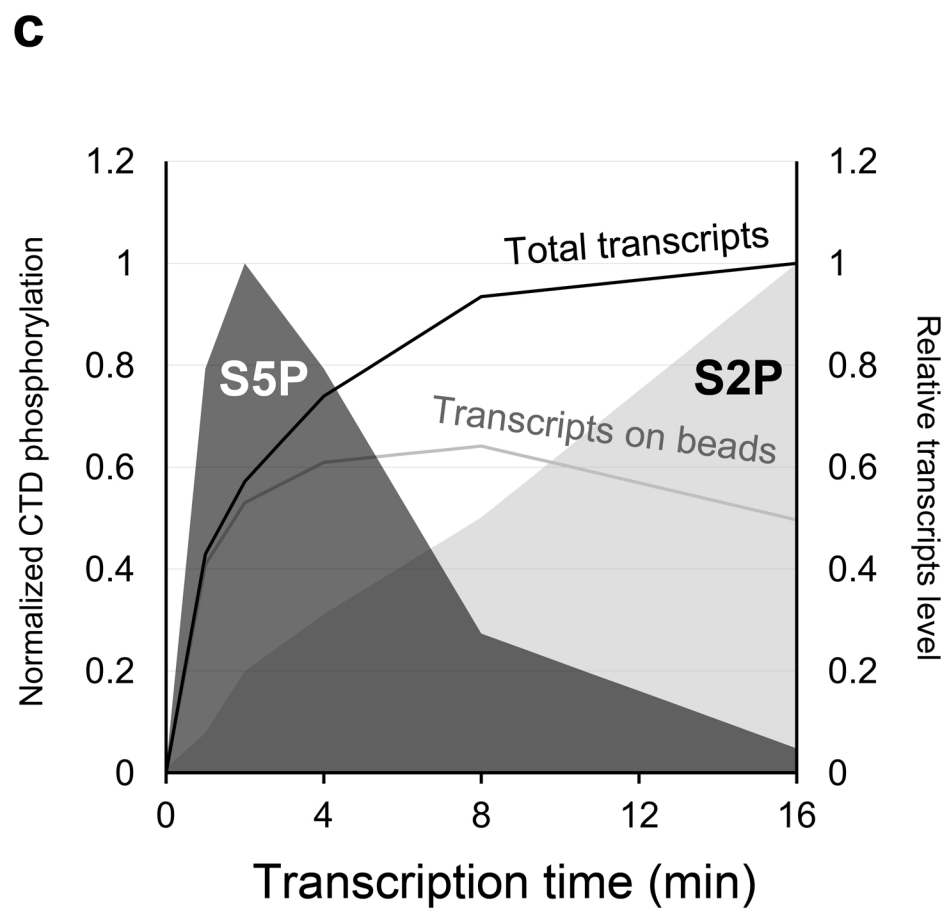 c
Normalized CTD phosphorylation
1.2
1
0.8
0.6
0.4
0.2
0
Total transcripts
S5P
S2P
Transcripts on beads
1.2
1
0.8
0.6
0.4
0.2
0
Relative transcripts level
0 4 8 12 16
Transcription time (min)